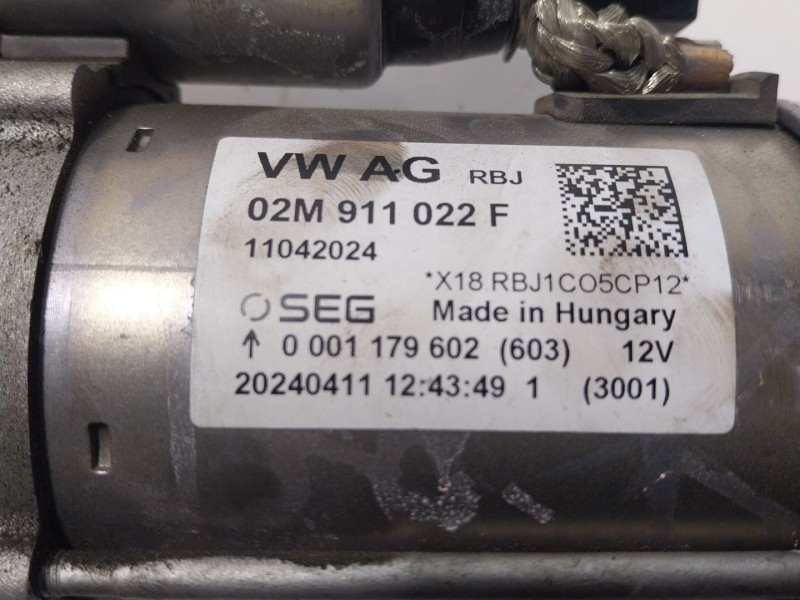 VW AG RBJ
02M 911 022 F
11042024
*X18 RBJ1CO5CP12*
SEG Made in Hungary
↑ 0 001 179 602 (603) 12V
20240411 12:43:49 1 (3001)